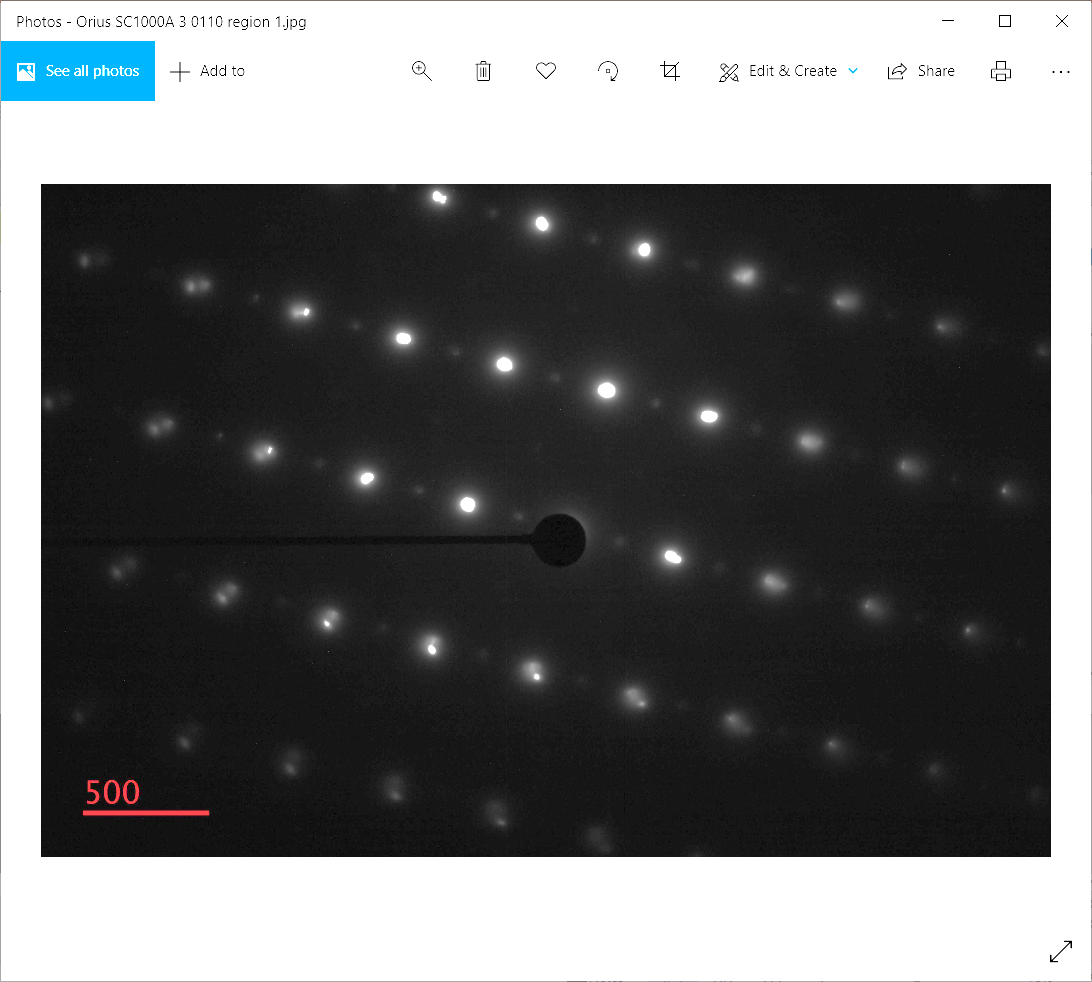 Photos - Orius SC1000A 3 0110 region 1.jpg
See all photos
Add to
Edit & Create
Share
500